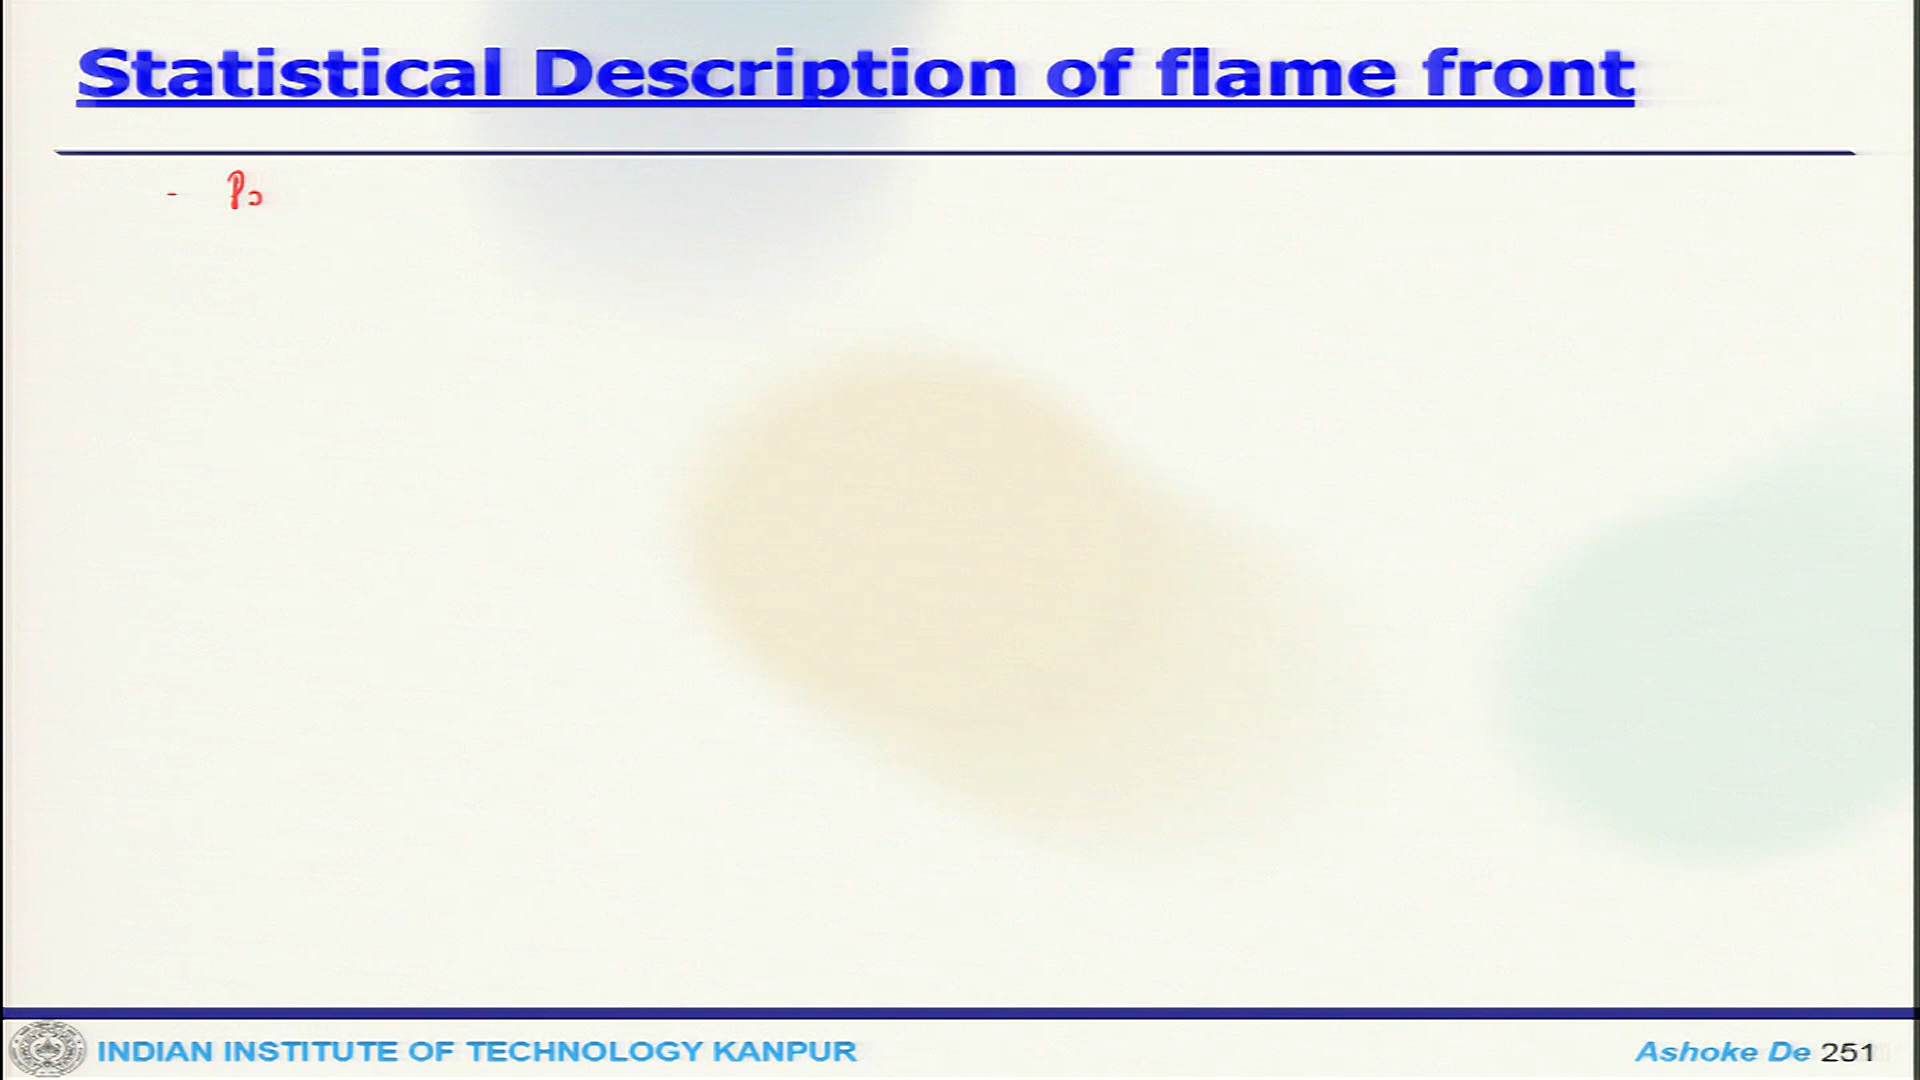 Statistical Description of flame front
-
INDIAN INSTITUTE OF TECHNOLOGY KANPUR
Ashoke De 251